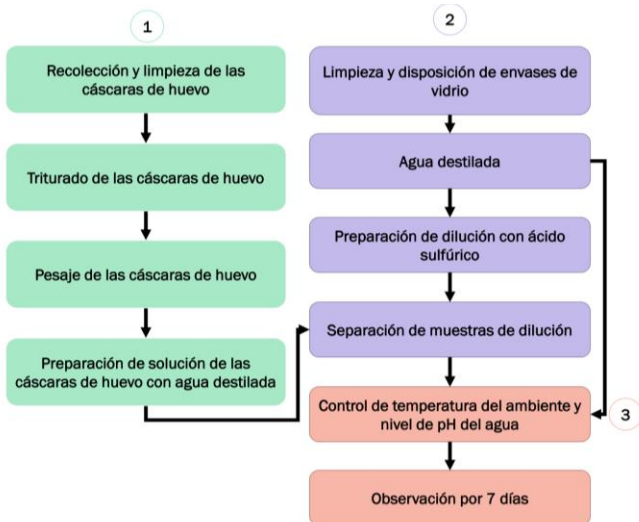 1
Recolección y limpieza de las
cáscaras de huevo
Triturado de las cáscaras de huevo
Pesaje de las cáscaras de huevo
Preparación de solución de las
cáscaras de huevo con agua destilada
2
Limpieza y disposición de envases de
vidrio
Agua destilada
Preparación de dilución con ácido
sulfúrico
Separación de muestras de dilución
Control de temperatura del ambiente y
nivel de pH del agua
3
Observación por 7 días